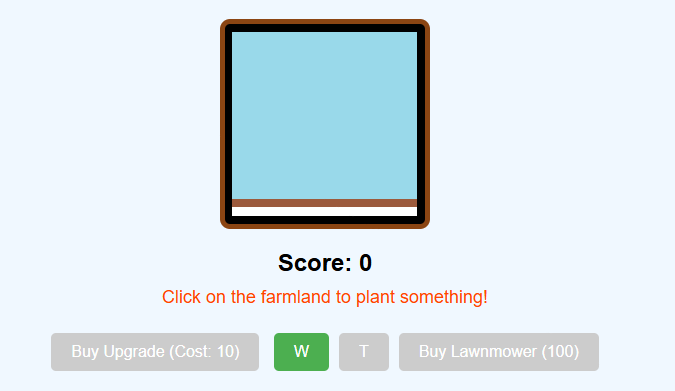 Score: 0
Click on the farmland to plant something!
Buy Upgrade (Cost: 10) W T Buy Lawnmower (100)